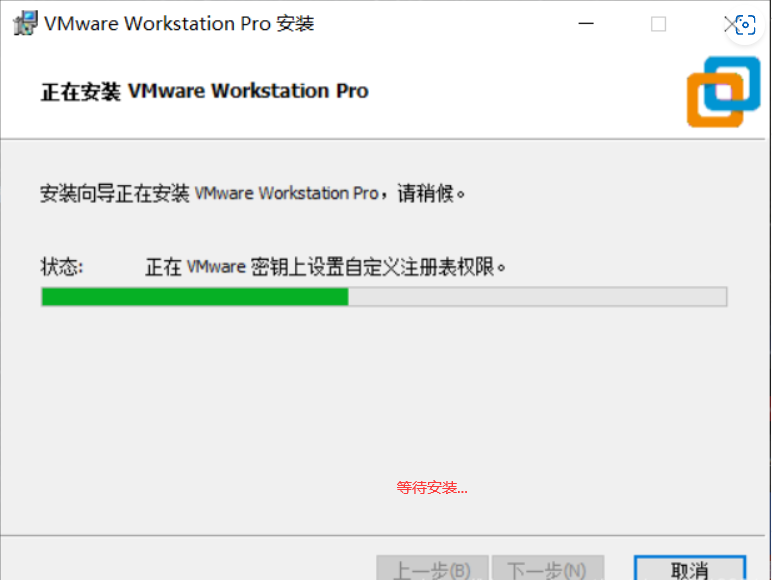 VMware Workstation Pro 安装
正在安装 VMware Workstation Pro
安装向导正在安装 VMware Workstation Pro，请稍候。
状态: 正在 VMware 密钥上设置自定义注册表权限。
等待安装...
上一步(B) 下一步(N) 取消